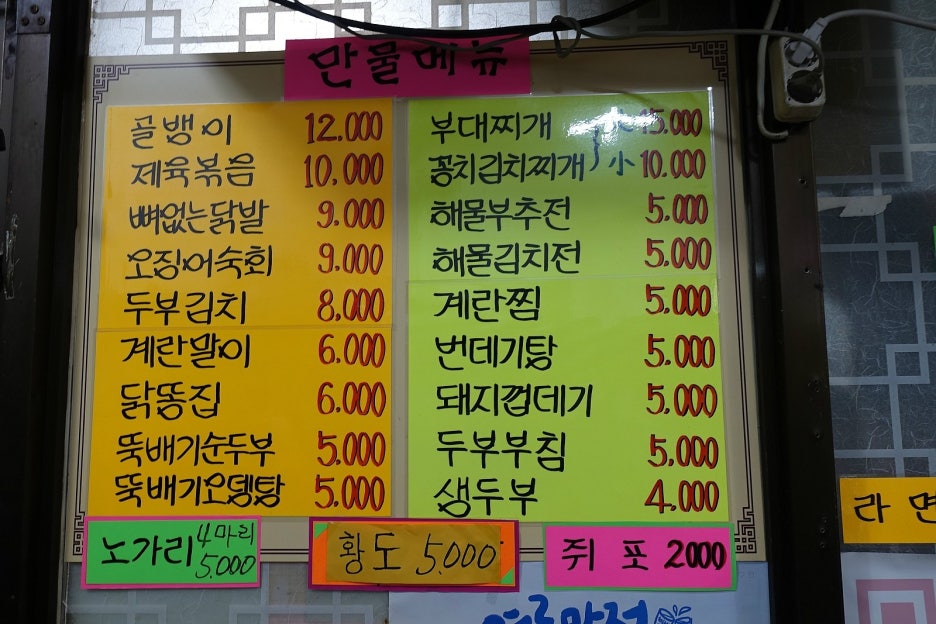 만물메뉴
골뱅이 12.000
제육볶음 10,000
뼈없는닭발 9.000
오징어숙회 9.000
두부김치 8.000
계란말이 6.000
닭똥집 6.000
뚝배기순두부 5.000
뚝배기오뎅탕 5.000
부대찌개 15.000
꽁치김치찌개 小 10.000
해물부추전 5.000
해물김치전 5.000
계란찜 5.000
번데기탕 5.000
돼지껍데기 5.000
두부부침 5.000
생두부 4.000
노가리 4마리 5.000
황도 5.000
쥐포 2000
라면